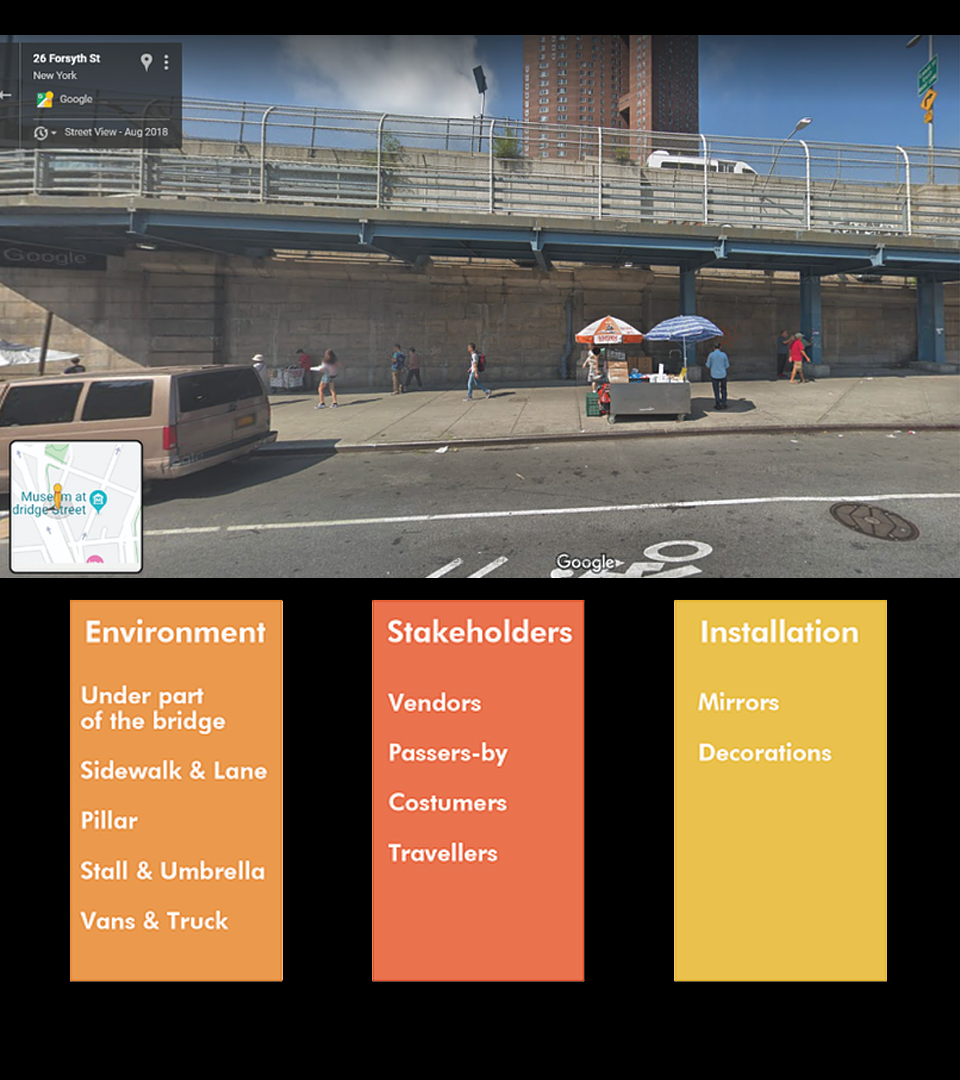 26 Forsyth St
New York
Google
Street View - Aug 2018
Google
Museum at
dridge Street
Google
Environment
Under part
of the bridge
Sidewalk & Lane
Pillar
Stall & Umbrella
Vans & Truck
Stakeholders
Vendors
Passers-by
Costumers
Travellers
Installation
Mirrors
Decorations